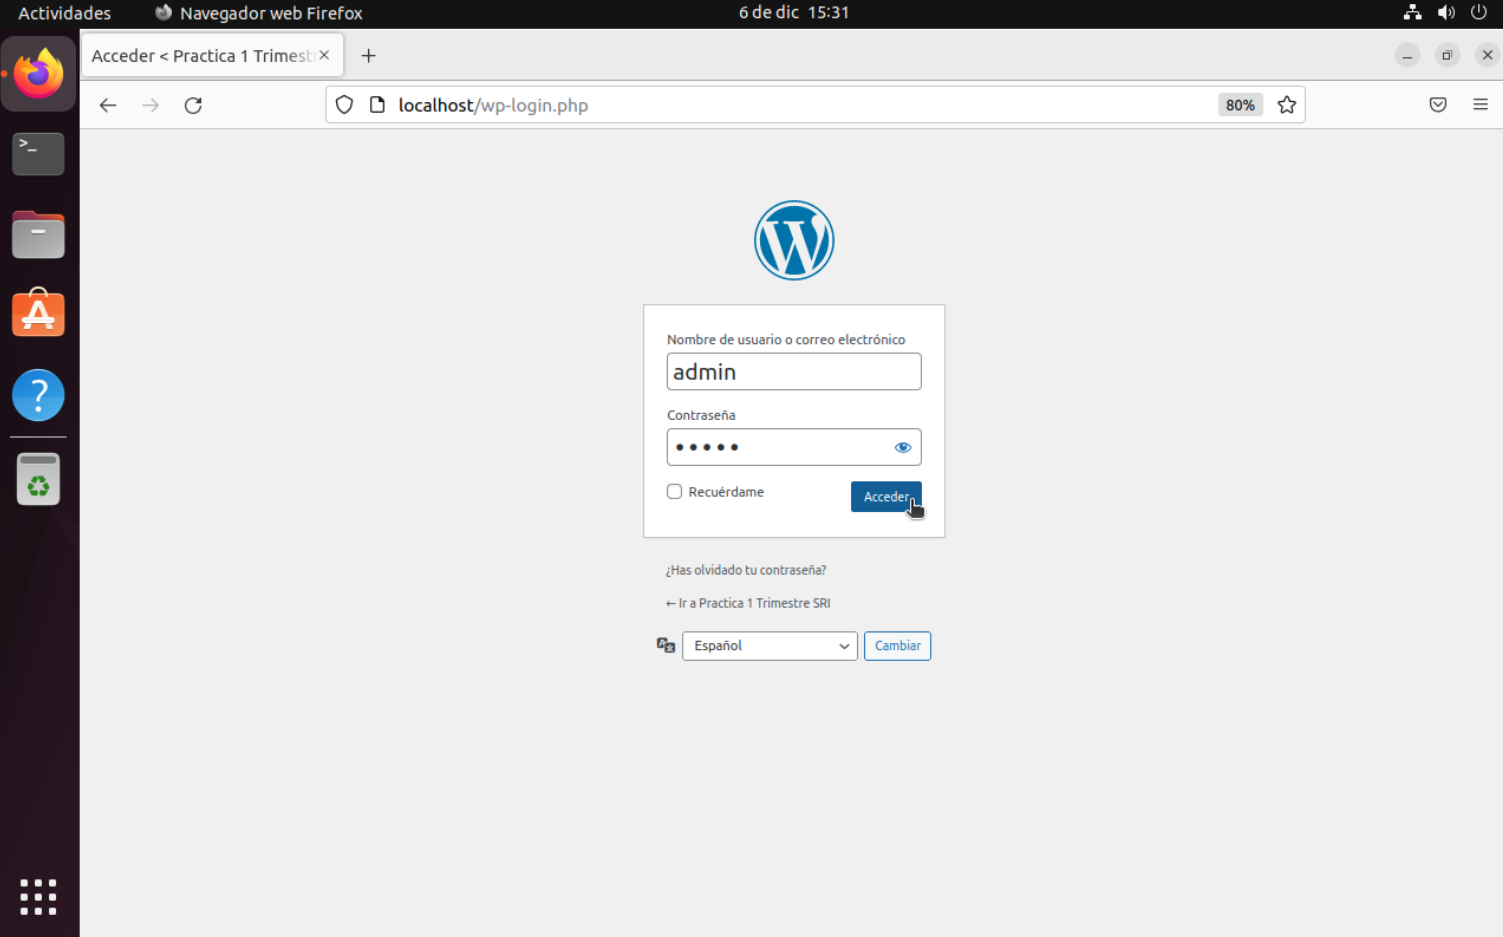 Actividades Navegador web Firefox 6 de dic 15:31
Acceder < Practica 1 Trimest
localhost/wp-login.php 80%
Nombre de usuario o correo electrónico
admin
Contraseña
Recuérdame Acceder
¿Has olvidado tu contraseña?
← Ir a Practica 1 Trimestre SRI
Español Cambiar